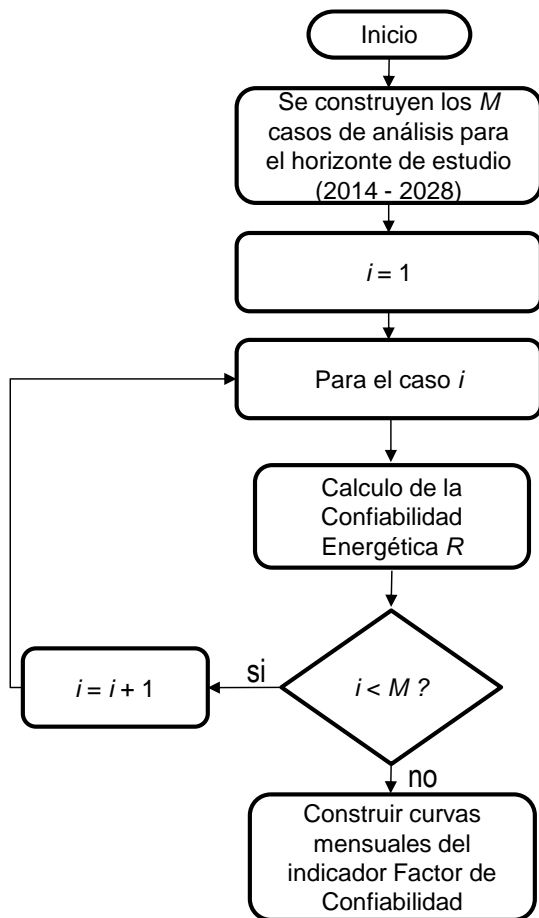 Inicio
Se construyen los M
casos de análisis para
el horizonte de estudio
(2014 - 2028)
i = 1
Para el caso i
Calculo de la
Confiabilidad
Energética R
i < M ?
si
i = i + 1
no
Construir curvas
mensuales del
indicador Factor de
Confiabilidad